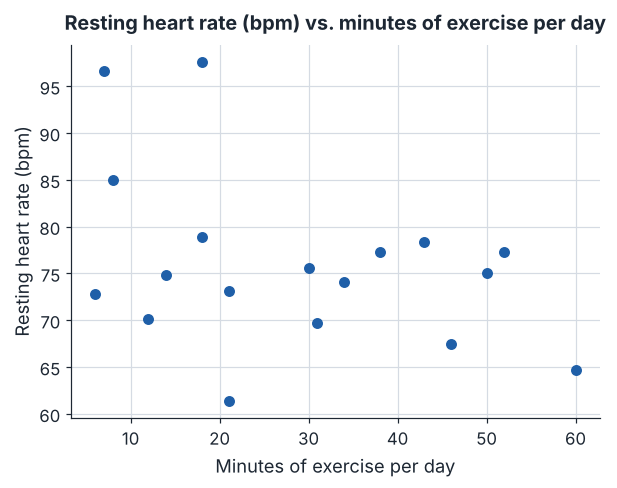 Resting heart rate (bpm) vs. minutes of exercise per day
Resting heart rate (bpm)
95
90
85
80
75
70
65
60
10 20 30 40 50 60
Minutes of exercise per day